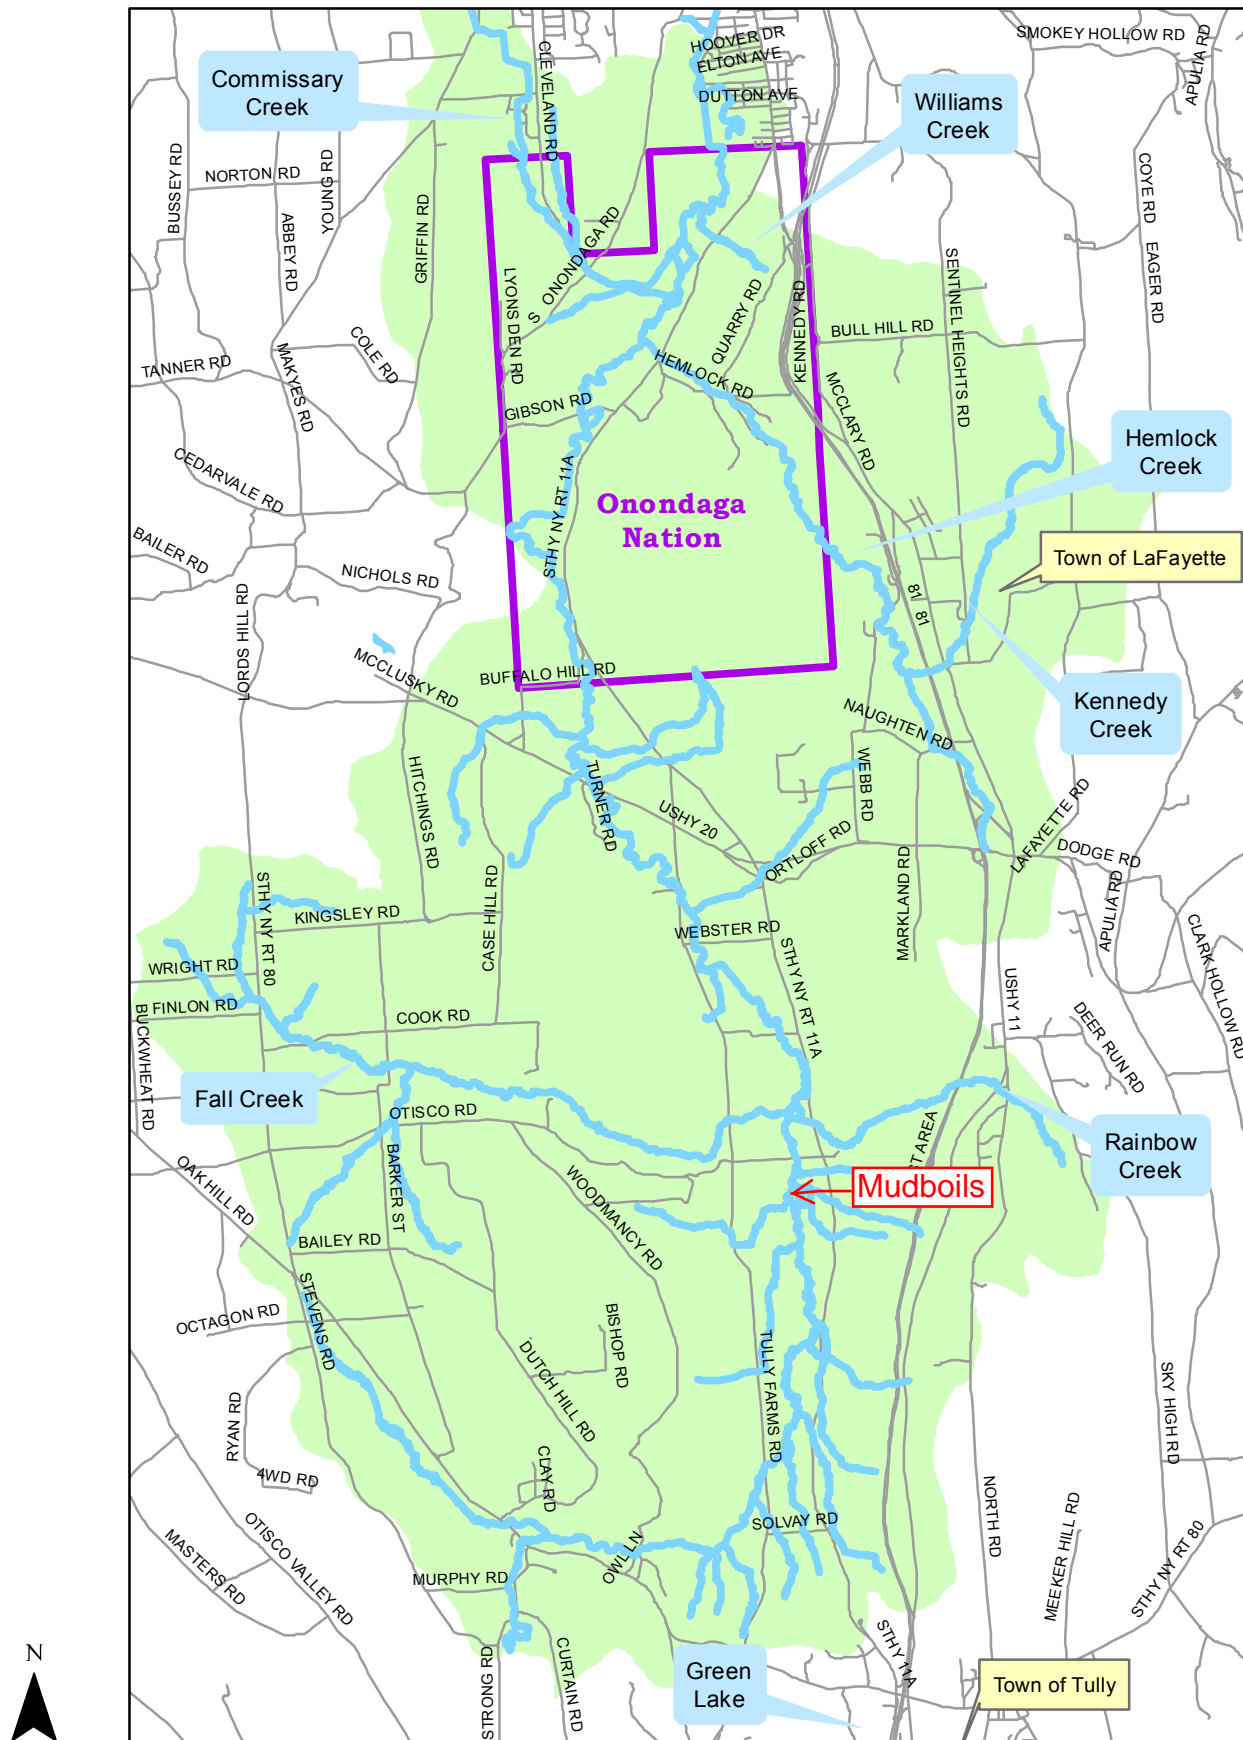 HOOVER DR
ELTON AVE
DUTTON AVE
SMOKEY HOLLOW RD
APULIA RD
Commissary
Creek
CLEVELAND RD
Williams
Creek
BUSSEY RD
NORTON RD
YOUNG RD
ABBEY RD
GRIFFIN RD
COYE RD
EAGER RD
S ONONDAGA RD
LYONS DEN RD
QUARRY RD
KENNEDY RD
SENTINEL HEIGHTS RD
BULL HILL RD
TANNER RD
MAKYES RD
COLE RD
HEMLOCK RD
GIBSON RD
MCCLARY RD
Hemlock
Creek
CEDARVALE RD
STHY NY RT 11A
Onondaga
Nation
BAILER RD
NICHOLS RD
Town of LaFayette
LORDS HILL RD
81 81
MCCLUSKY RD
BUFFALO HILL RD
Kennedy
Creek
NAUGHTEN RD
HITCHINGS RD
TURNER RD
WEBB RD
USHY 20
ORTLOFF RD
LAFAYETTE RD
DODGE RD
MARKLAND RD
APULIA RD
STHY NY RT 80
KINGSLEY RD
CASE HILL RD
WEBSTER RD
STHY NY RT 11A
CLARK HOLLOW RD
WRIGHT RD
FINLON RD
BUCKWHEAT RD
COOK RD
USHY 11
DEER RUN RD
Fall Creek
OTISCO RD
ST AREA
Rainbow
Creek
OAK HILL RD
BARKER ST
WOODMANCY RD
Mudboils
BAILEY RD
STEVENS RD
OCTAGON RD
BISHOP RD
DUTCH HILL RD
TULLY FARMS RD
SKY HIGH RD
RYAN RD
4WD RD
CLAY RD
NORTH RD
MEEKER HILL RD
STHY NY RT 80
SOLVAY RD
OWL LN
MASTERS RD
OTISCO VALLEY RD
MURPHY RD
STRONG RD
CURTAIN RD
Green
Lake
STHY 11A
Town of Tully
N